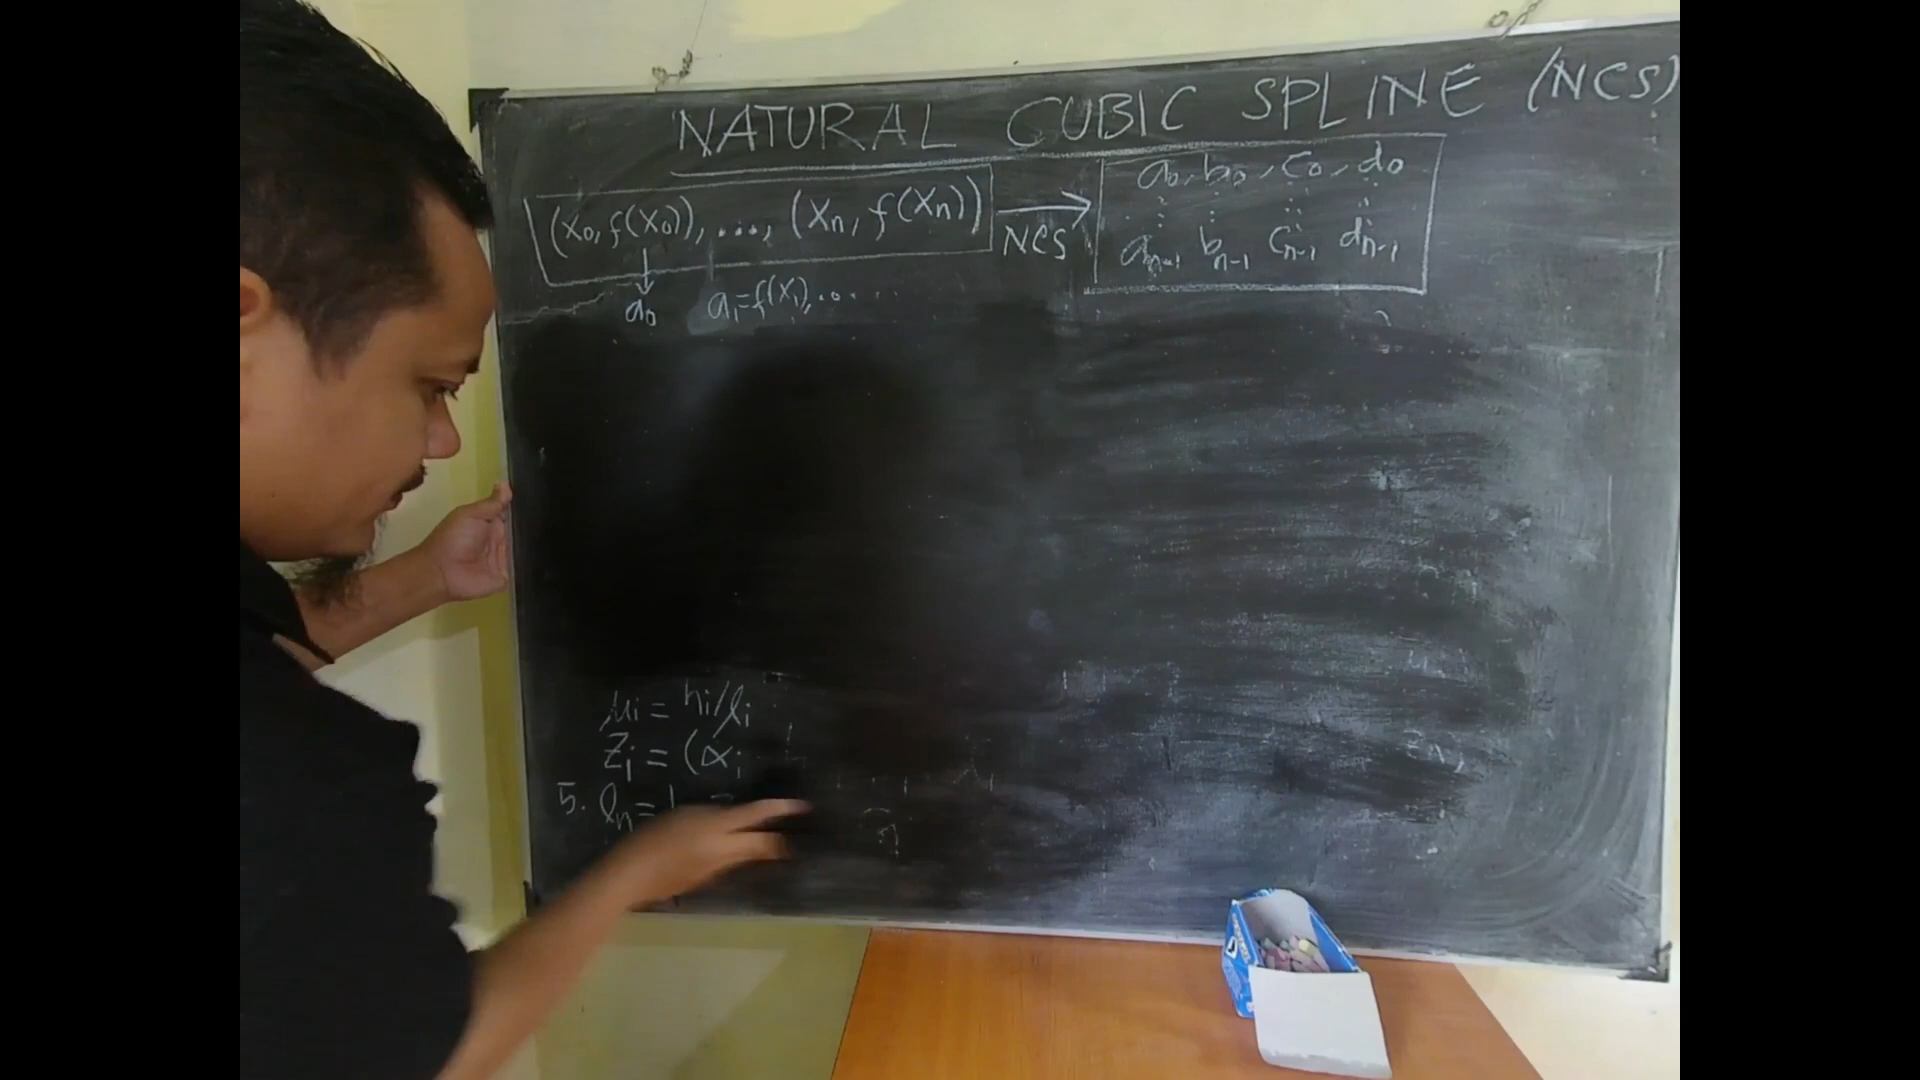 NATURAL CUBIC SPLINE (NCS)
(x₀, f(x₀)), ..., (xₙ, f(xₙ)) → NCS
a₀, b₀, c₀, d₀
⋮ ⋮ ⋮ ⋮
aₙ₋₁ bₙ₋₁ cₙ₋₁ dₙ₋₁
↓
a₀ a₁=f(x₁), .....
μᵢ = hᵢ/lᵢ
zᵢ = (αᵢ
5. lₙ =